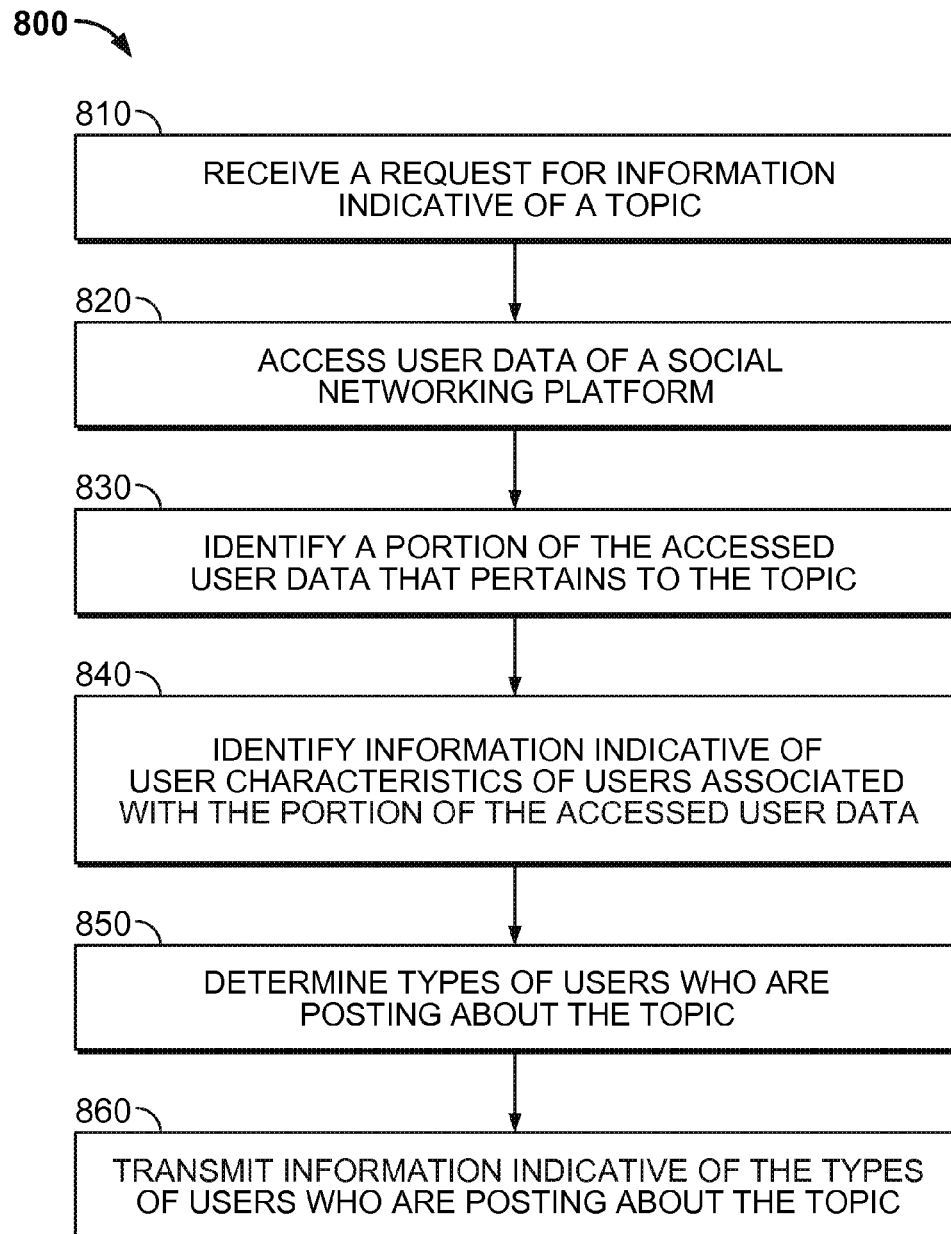 800
810
RECEIVE A REQUEST FOR INFORMATION
INDICATIVE OF A TOPIC
820
ACCESS USER DATA OF A SOCIAL
NETWORKING PLATFORM
830
IDENTIFY A PORTION OF THE ACCESSED
USER DATA THAT PERTAINS TO THE TOPIC
840
IDENTIFY INFORMATION INDICATIVE OF
USER CHARACTERISTICS OF USERS ASSOCIATED
WITH THE PORTION OF THE ACCESSED USER DATA
850
DETERMINE TYPES OF USERS WHO ARE
POSTING ABOUT THE TOPIC
860
TRANSMIT INFORMATION INDICATIVE OF THE TYPES
OF USERS WHO ARE POSTING ABOUT THE TOPIC